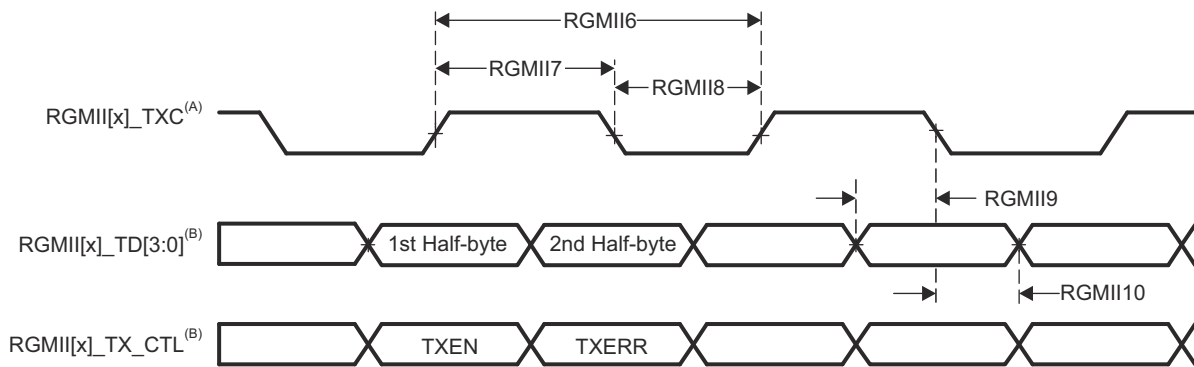 RGMII6
RGMII7
RGMII8
RGMII[x]_TXC(A)
RGMII9
RGMII[x]_TD[3:0](B)
1st Half-byte
2nd Half-byte
RGMII10
RGMII[x]_TX_CTL(B)
TXEN
TXERR